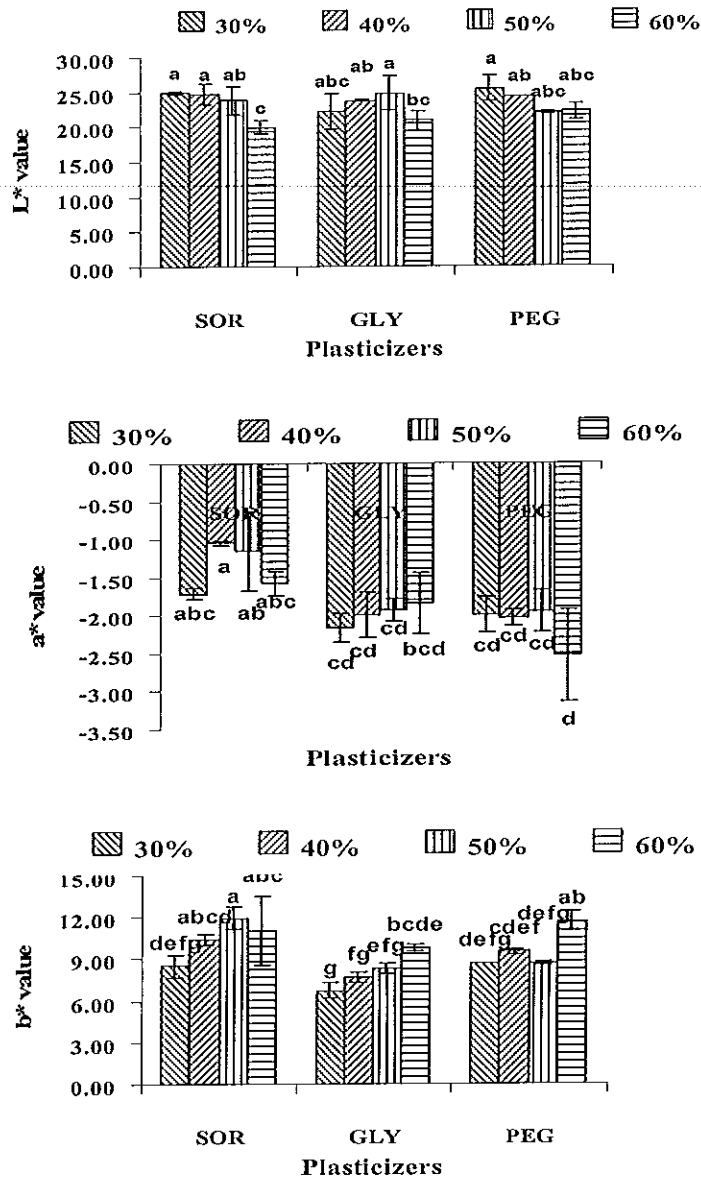 30% 40% 50% 60%
30.00
25.00
20.00
15.00
10.00
5.00
0.00
L* value
a a ab c
abc ab a bc
a ab abc abc
SOR GLY PEG
Plasticizers
30% 40% 50% 60%
0.00
-0.50
-1.00
-1.50
-2.00
-2.50
-3.00
-3.50
a* value
SOR GLY PEG
abc a ab abc
cd cd cd bcd
cd cd cd d
Plasticizers
30% 40% 50% 60%
15.00
12.00
9.00
6.00
3.00
0.00
b* value
defg abcd a abc
g fg efg bcde
defg cdef defg ab
SOR GLY PEG
Plasticizers